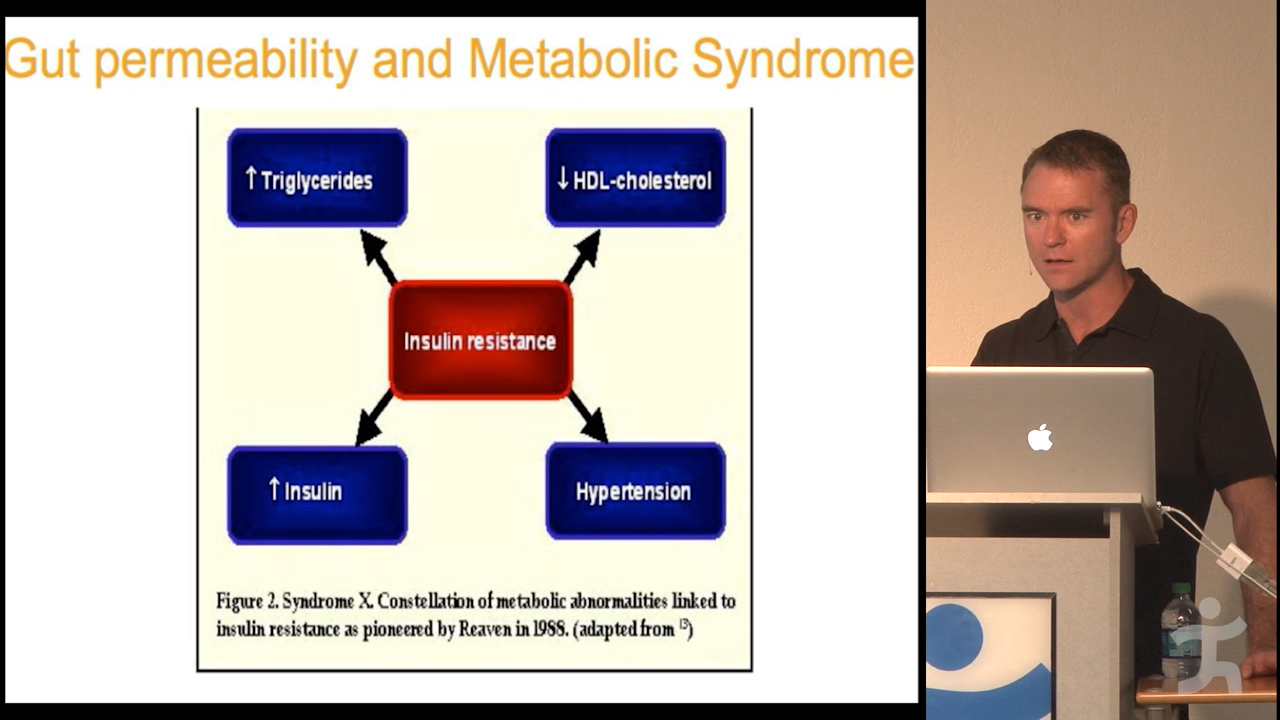 Gut permeability and Metabolic Syndrome
↑ Triglycerides
↓ HDL-cholesterol
Insulin resistance
↑ Insulin
Hypertension
Figure 2. Syndrome X. Constellation of metabolic abnormalities linked to
insulin resistance as pioneered by Reaven in 1988. (adapted from 13)